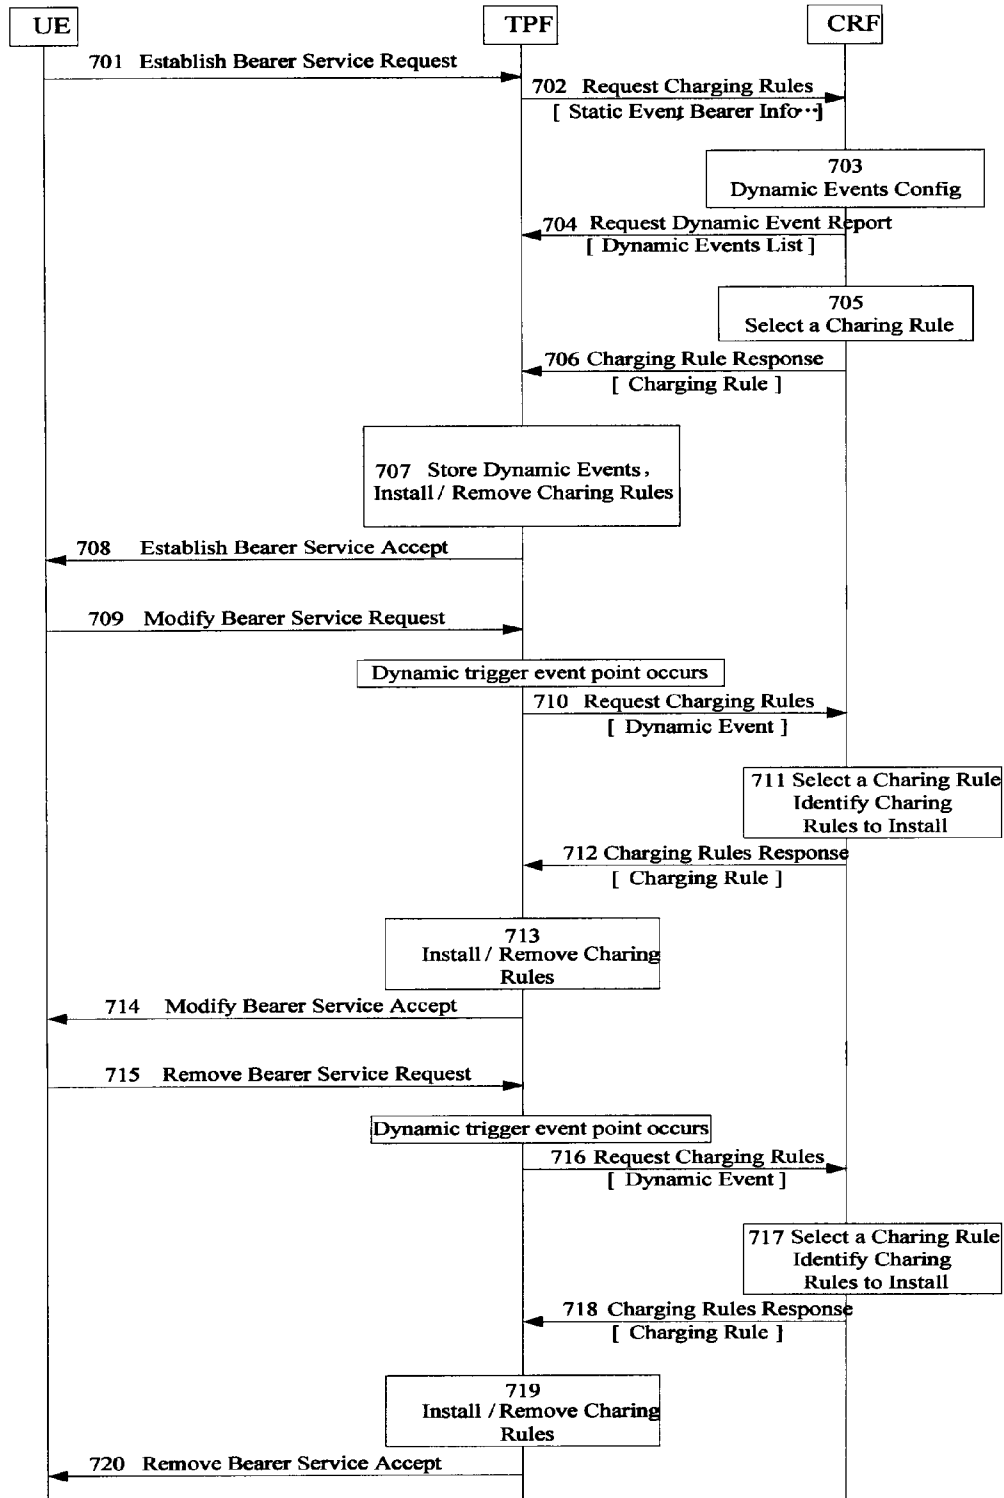 UE
TPF
CRF
701 Establish Bearer Service Request
702 Request Charging Rules
[ Static Event, Bearer Info··· ]
703
Dynamic Events Config
704 Request Dynamic Event Report
[ Dynamic Events List ]
705
Select a Charing Rule
706 Charging Rule Response
[ Charging Rule ]
707 Store Dynamic Events,
Install / Remove Charing Rules
708 Establish Bearer Service Accept
709 Modify Bearer Service Request
Dynamic trigger event point occurs
710 Request Charging Rules
[ Dynamic Event ]
711 Select a Charing Rule
Identify Charing
Rules to Install
712 Charging Rules Response
[ Charging Rule ]
713
Install / Remove Charing
Rules
714 Modify Bearer Service Accept
715 Remove Bearer Service Request
Dynamic trigger event point occurs
716 Request Charging Rules
[ Dynamic Event ]
717 Select a Charing Rule
Identify Charing
Rules to Install
718 Charging Rules Response
[ Charging Rule ]
719
Install / Remove Charing
Rules
720 Remove Bearer Service Accept